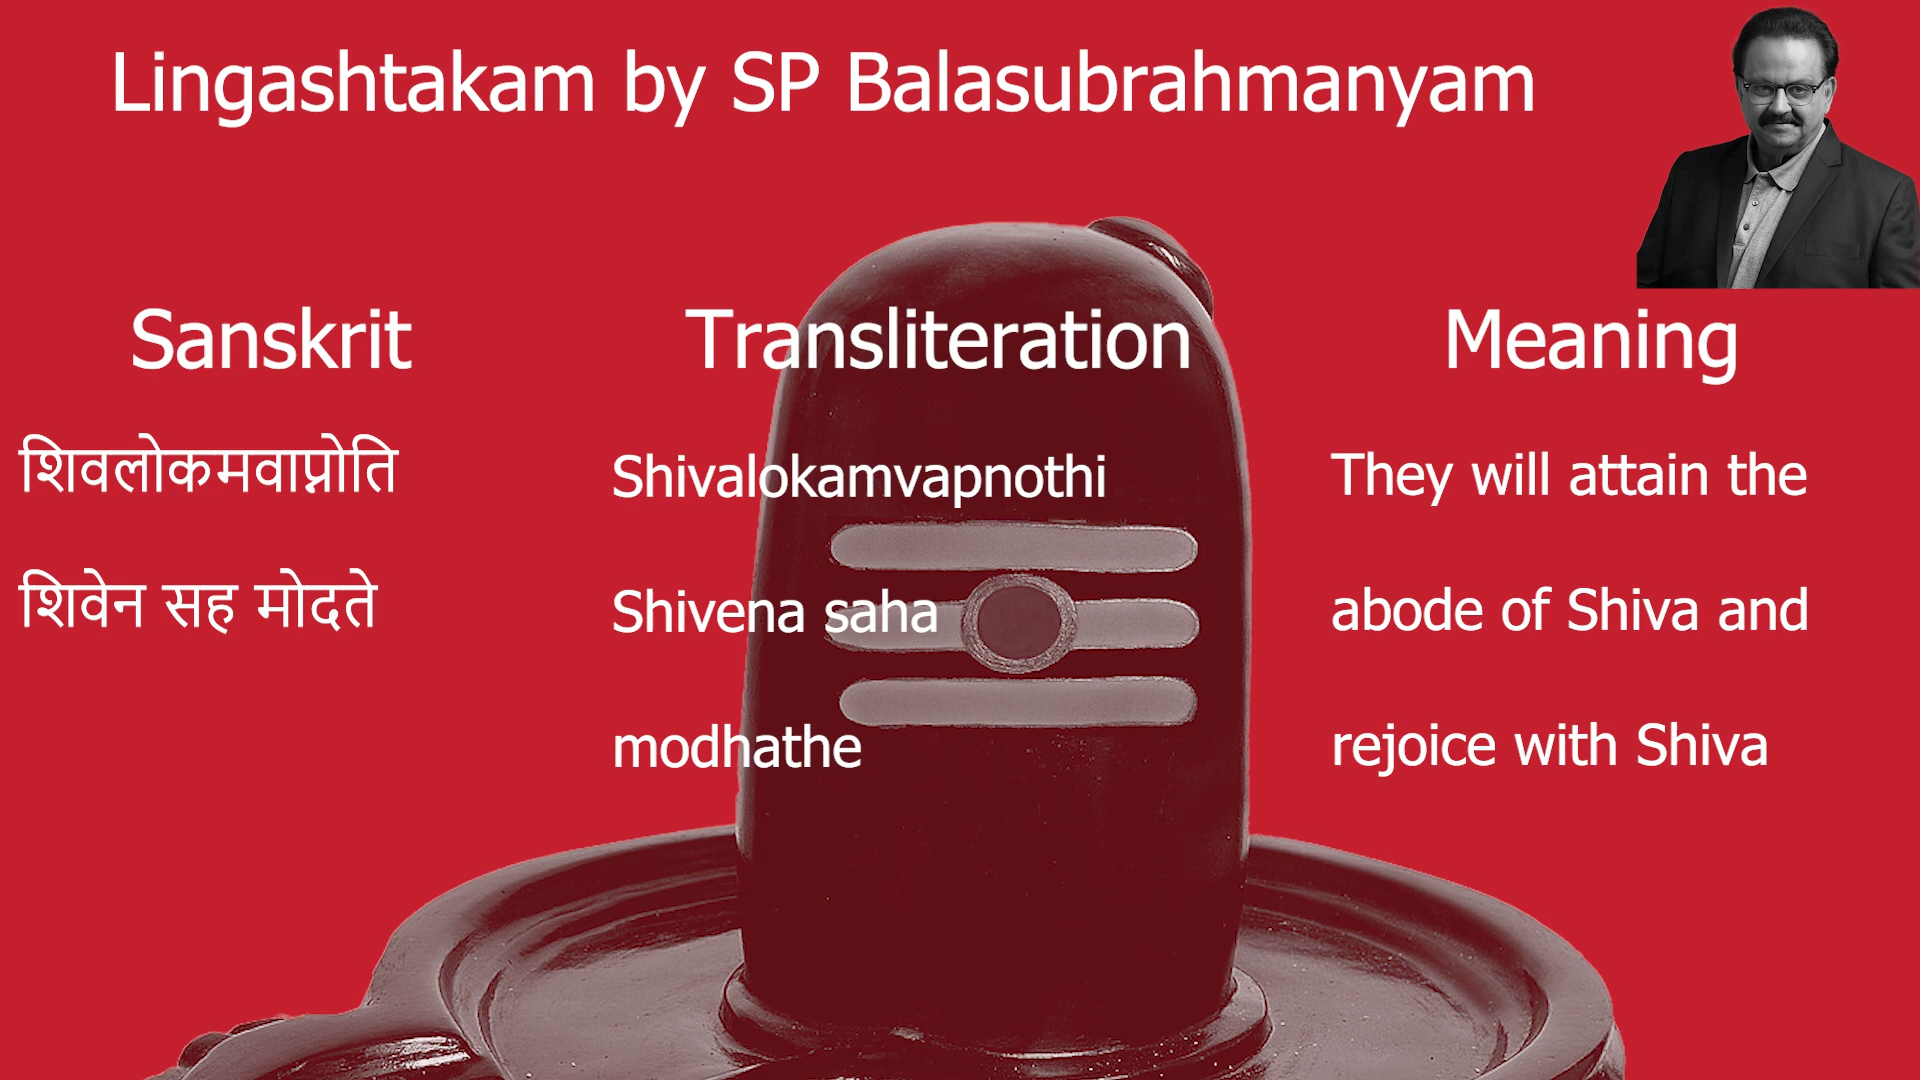 Lingashtakam by SP Balasubrahmanyam
Sanskrit
शिवलोकमवाप्नोति
शिवेन सह मोदते
Transliteration
Shivalokamvapnothi
Shivena saha
modhathe
Meaning
They will attain the
abode of Shiva and
rejoice with Shiva